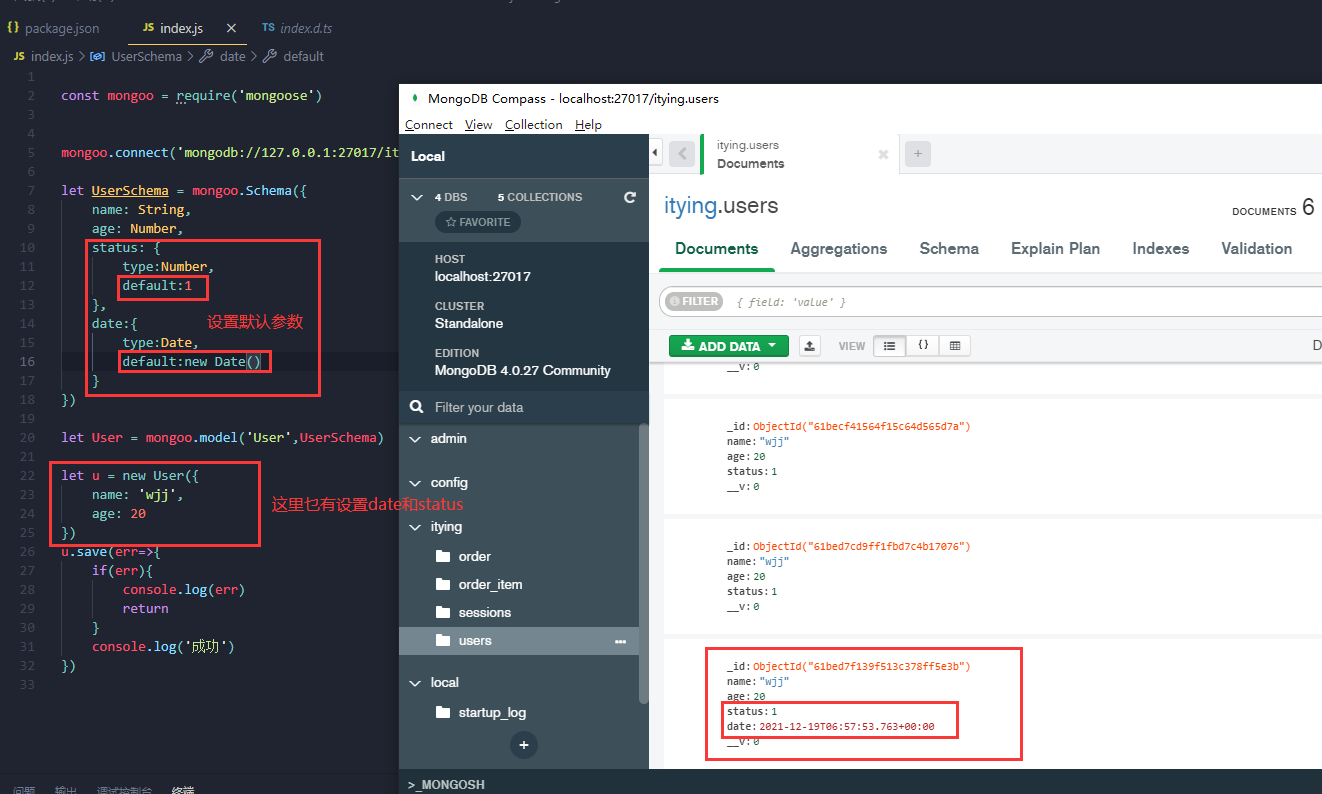 package.json
JS index.js
TS index.d.ts
JS index.js > UserSchema > date > default
1
2 const mongoo = require('mongoose')
3
4
5 mongoo.connect('mongodb://127.0.0.1:27017/it
6
7 let UserSchema = mongoo.Schema({
8 name: String,
9 age: Number,
10 status: {
11 type:Number,
12 default:1
13 },
14 date:{
设置默认参数
15 type:Date,
16 default:new Date()
17 }
18 })
19
20 let User = mongoo.model('User',UserSchema)
21
22 let u = new User({
23 name: 'wjj',
这里乜有设置date和status
24 age: 20
25 })
26 u.save(err=>{
27 if(err){
28 console.log(err)
29 return
30 }
31 console.log('成功')
32 })
33
问题 输出 调试控制台 终端
MongoDB Compass - localhost:27017/itying.users
Connect View Collection Help
Local
4 DBS 5 COLLECTIONS
FAVORITE
HOST
localhost:27017
CLUSTER
Standalone
EDITION
MongoDB 4.0.27 Community
Filter your data
admin
config
itying
order
order_item
sessions
users
local
startup_log
+
>_MONGOSH
itying.users
Documents
+
itying.users
DOCUMENTS 6
Documents Aggregations Schema Explain Plan Indexes Validation
FILTER { field: 'value' }
ADD DATA VIEW {} D
__v: 0
_id: ObjectId("61becf41564f15c64d565d7a")
name: "wjj"
age: 20
status: 1
__v: 0
_id: ObjectId("61bed7cd9ff1fbd7c4b17076")
name: "wjj"
age: 20
status: 1
__v: 0
_id: ObjectId("61bed7f139f513c378ff5e3b")
name: "wjj"
age: 20
status: 1
date: 2021-12-19T06:57:53.763+00:00
__v: 0